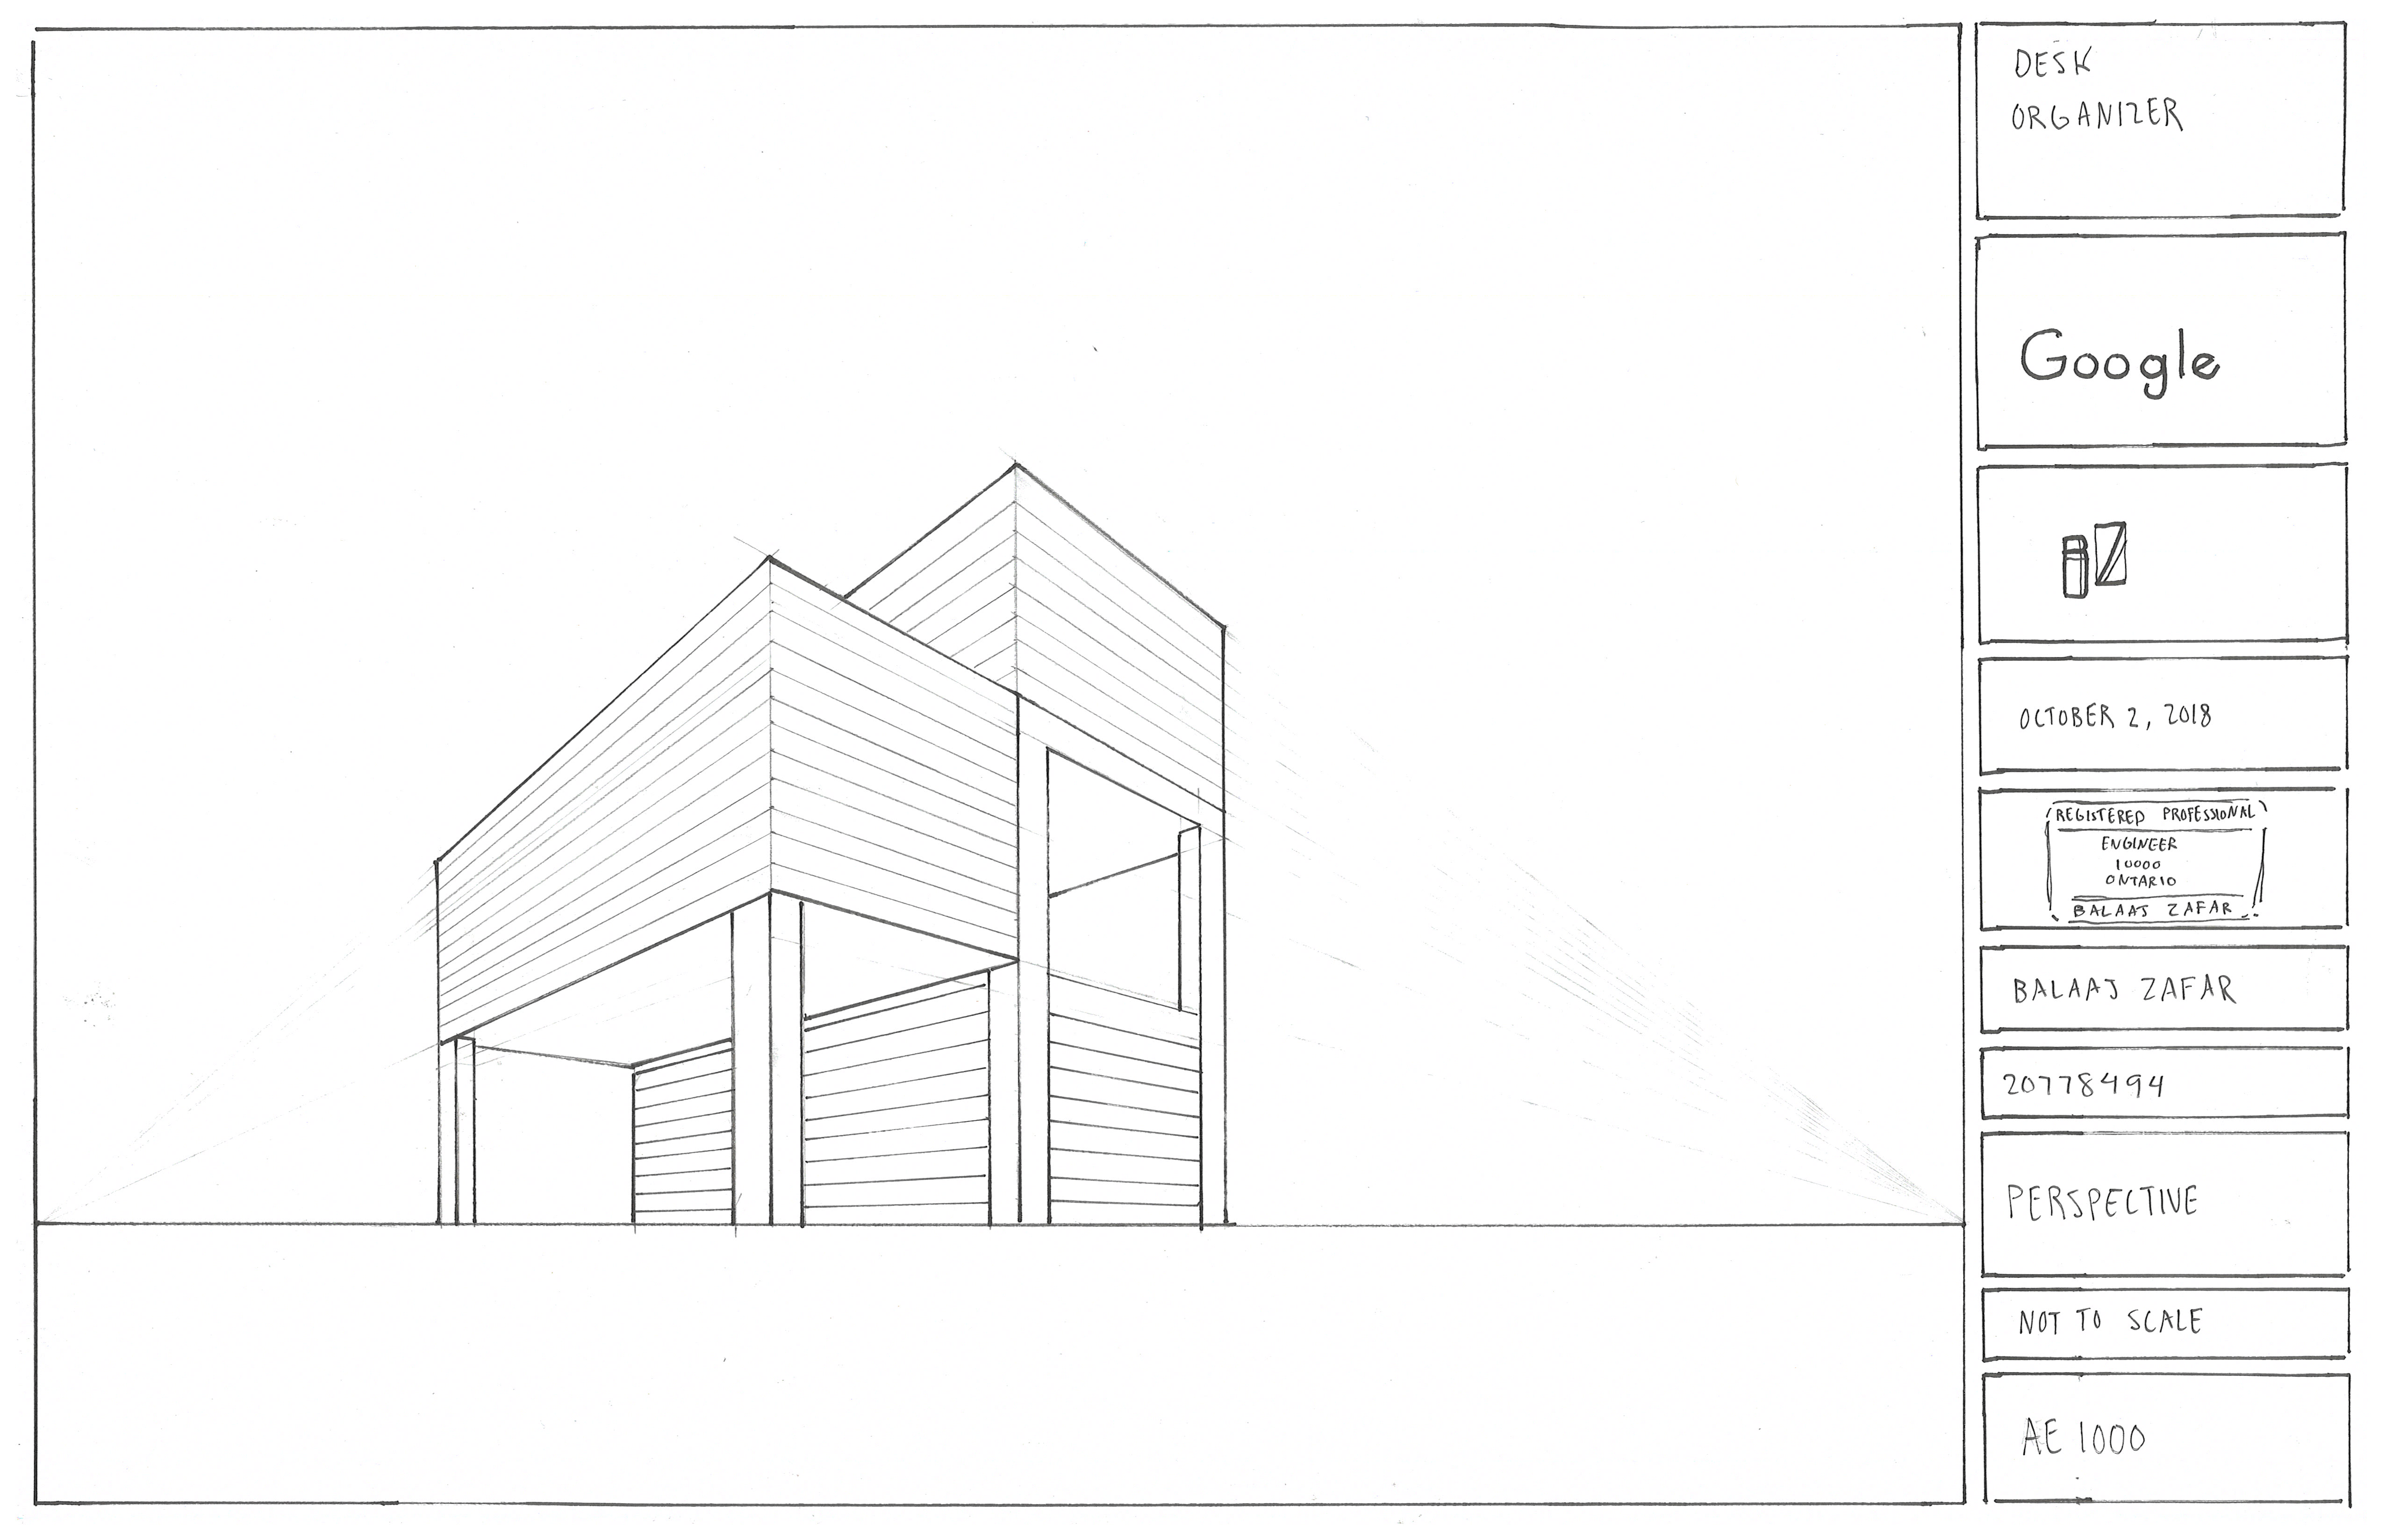 DESK
ORGANIZER
Google
OCTOBER 2, 2018
REGISTERED PROFESSIONAL
ENGINEER
10000
ONTARIO
BALAAJ ZAFAR
BALAAJ ZAFAR
20778494
PERSPECTIVE
NOT TO SCALE
AE 1000